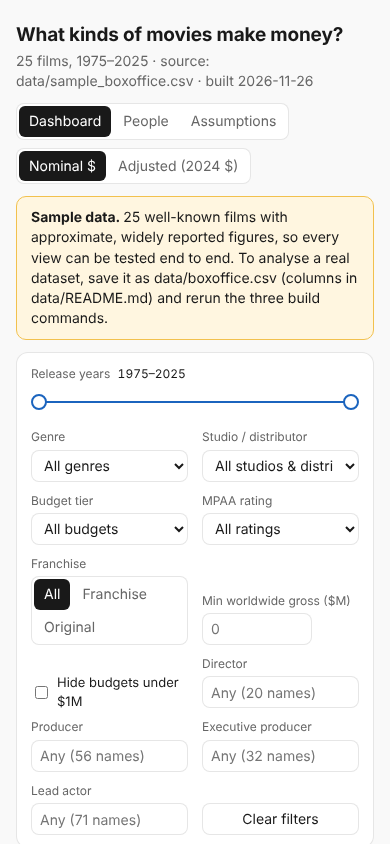 What kinds of movies make money?
25 films, 1975–2025 · source:
data/sample_boxoffice.csv · built 2026-11-26
Dashboard People Assumptions
Nominal $ Adjusted (2024 $)
Sample data. 25 well-known films with
approximate, widely reported figures, so every
view can be tested end to end. To analyse a real
dataset, save it as data/boxoffice.csv (columns in
data/README.md) and rerun the three build
commands.
Release years 1975–2025
Genre Studio / distributor
All genres All studios & distri
Budget tier MPAA rating
All budgets All ratings
Franchise
All Franchise
Original
Min worldwide gross ($M)
0
Hide budgets under
$1M
Director
Any (20 names)
Producer Executive producer
Any (56 names) Any (32 names)
Lead actor
Any (71 names) Clear filters